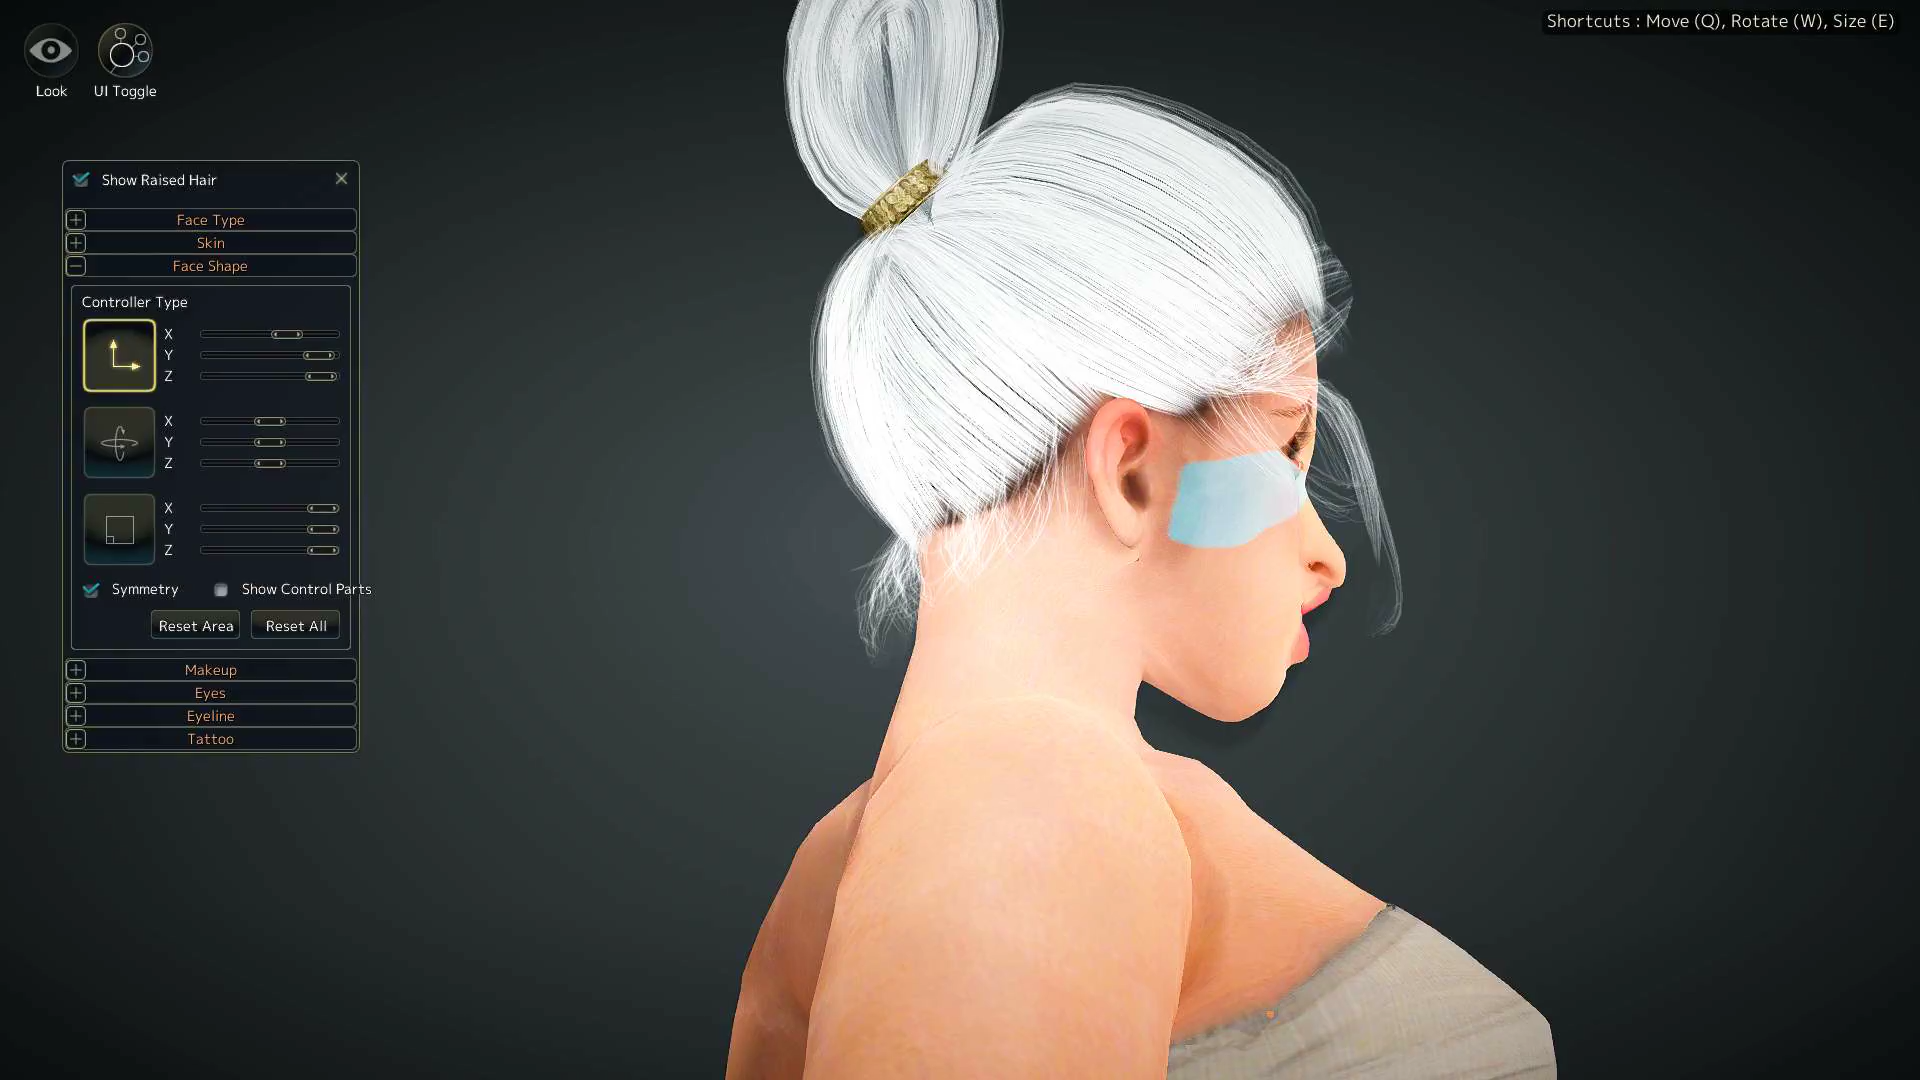 Shortcuts : Move (Q), Rotate (W), Size (E)
Look
UI Toggle
Show Raised Hair
Face Type
Skin
Face Shape
Controller Type
X
Y
Z
X
Y
Z
X
Y
Z
Symmetry
Show Control Parts
Reset Area
Reset All
Makeup
Eyes
Eyeline
Tattoo